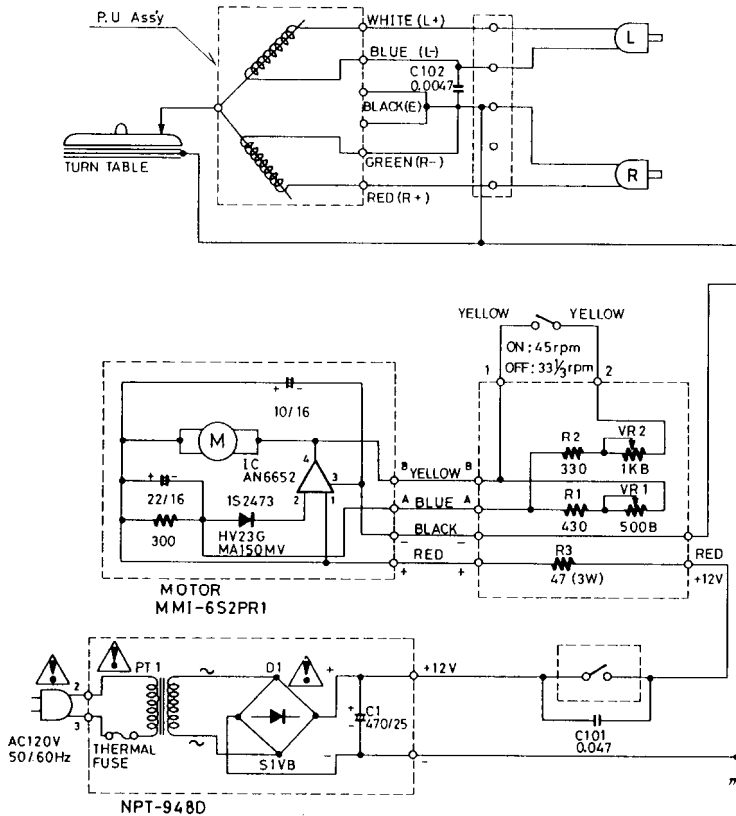 P.U Ass'y
WHITE (L+)
BLUE (L-)
C102
0.0047
BLACK(E)
GREEN(R-)
RED(R+)
L
R
TURN TABLE
YELLOW YELLOW
ON : 45rpm
OFF : 33⅓rpm
1 2
10/16
M
IC
AN6652
4
3
2 1
22/16
1S2473
HV23G
MA150MV
300
B YELLOW B
A BLUE A
- BLACK -
+ RED +
R2
330
VR2
1KB
R1
430
VR1
500B
R3
47 (3W)
RED
+12V
MOTOR
MMI-6S2PR1
PT1
D1
S1VB
+
~
~
C1
470/25
+12V
-
2
3
AC120V
50/60Hz
THERMAL
FUSE
C101
0.047
NPT-948D